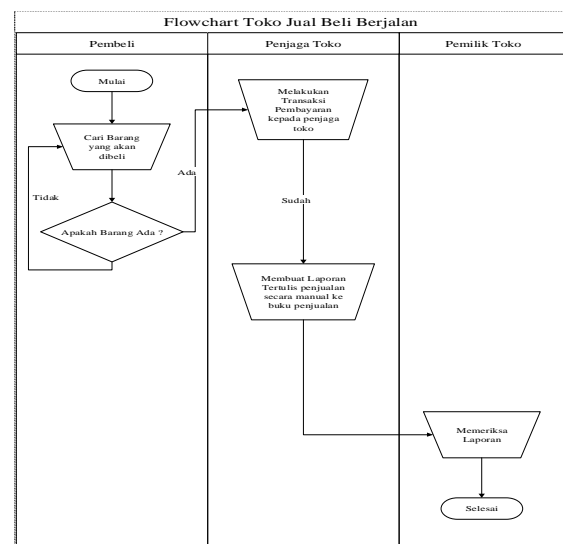 Flowchart Toko Jual Beli Berjalan
Pembeli
Penjaga Toko
Pemilik Toko
Mulai
Cari Barang
yang akan
dibeli
Tidak
Apakah Barang Ada ?
Ada
Melakukan
Transaksi
Pembayaran
kepada penjaga
toko
Sudah
Membuat Laporan
Tertulis penjualan
secara manual ke
buku penjualan
Memeriksa
Laporan
Selesai